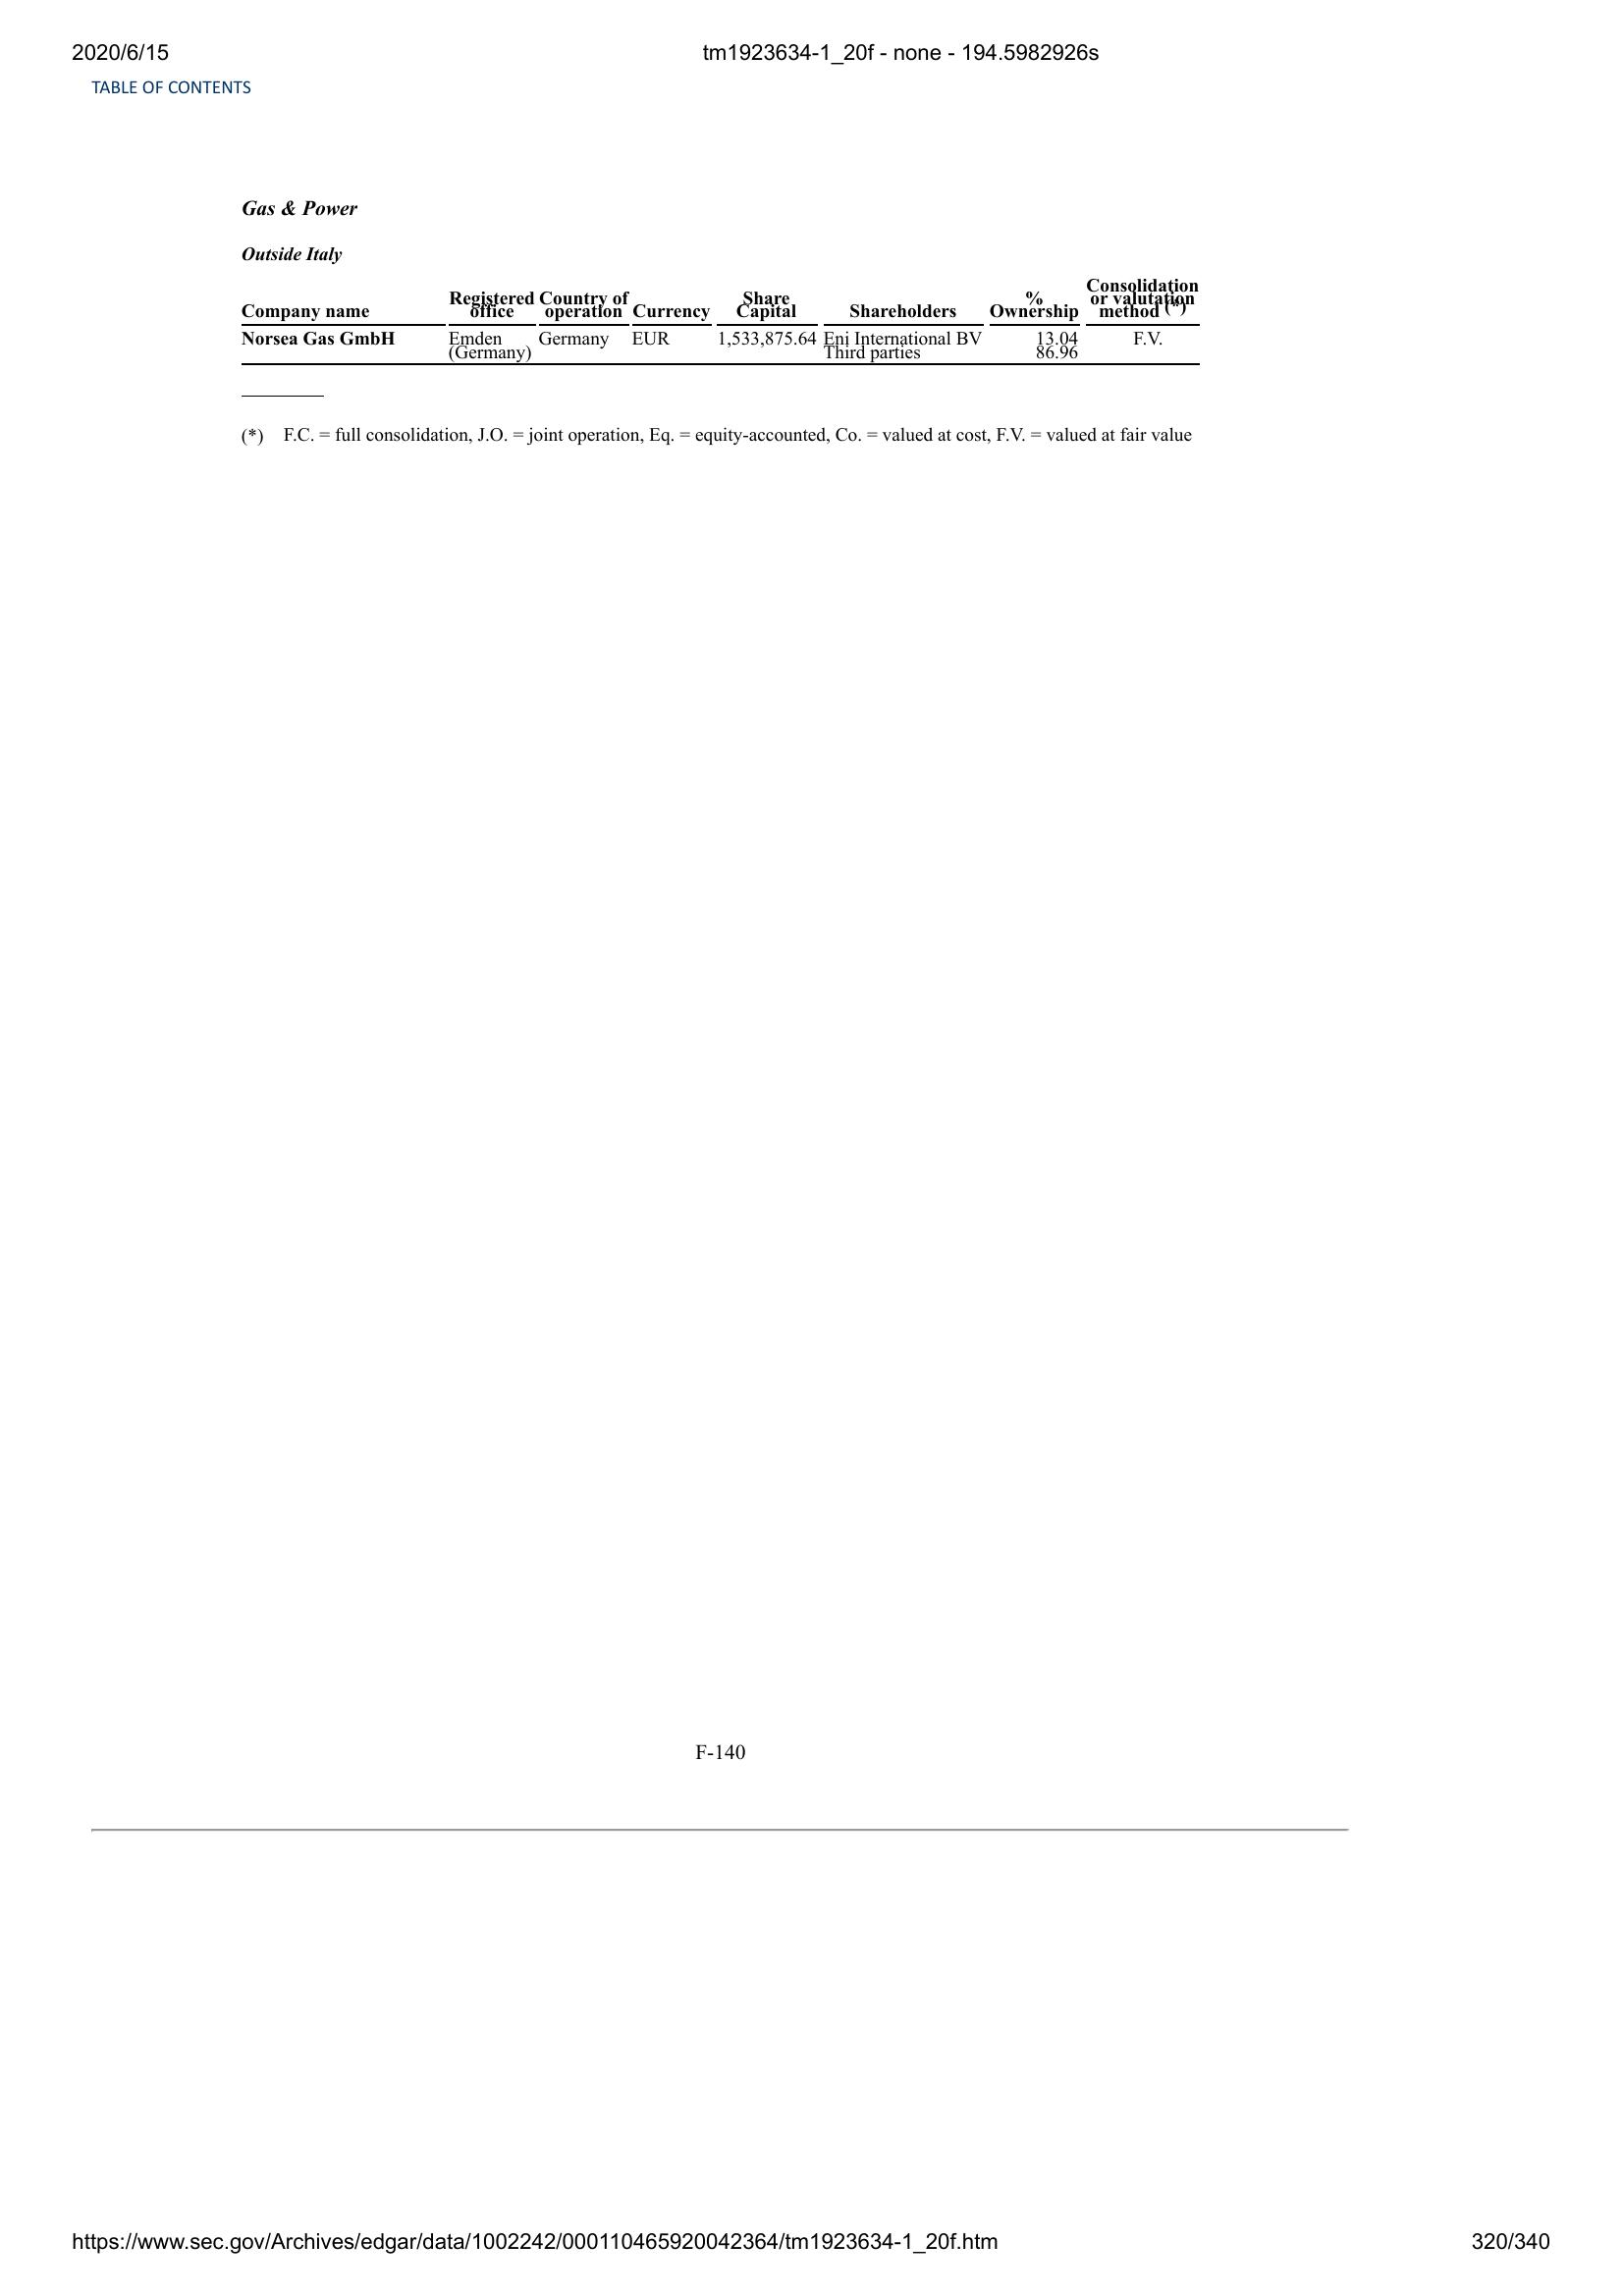 2020/6/15 tm1923634-1_20f - none - 194.5982926s
TABLE OF CONTENTS
Gas & Power
Outside Italy
Company name Registered office Country of operation Currency Share Capital Shareholders % Ownership Consolidation or valutation method (*)
Norsea Gas GmbH Emden Germany EUR 1,533,875.64 Eni International BV 13.04 F.V.
(Germany) Third parties 86.96
(*) F.C. = full consolidation, J.O. = joint operation, Eq. = equity-accounted, Co. = valued at cost, F.V. = valued at fair value
F-140
https://www.sec.gov/Archives/edgar/data/1002242/000110465920042364/tm1923634-1_20f.htm 320/340